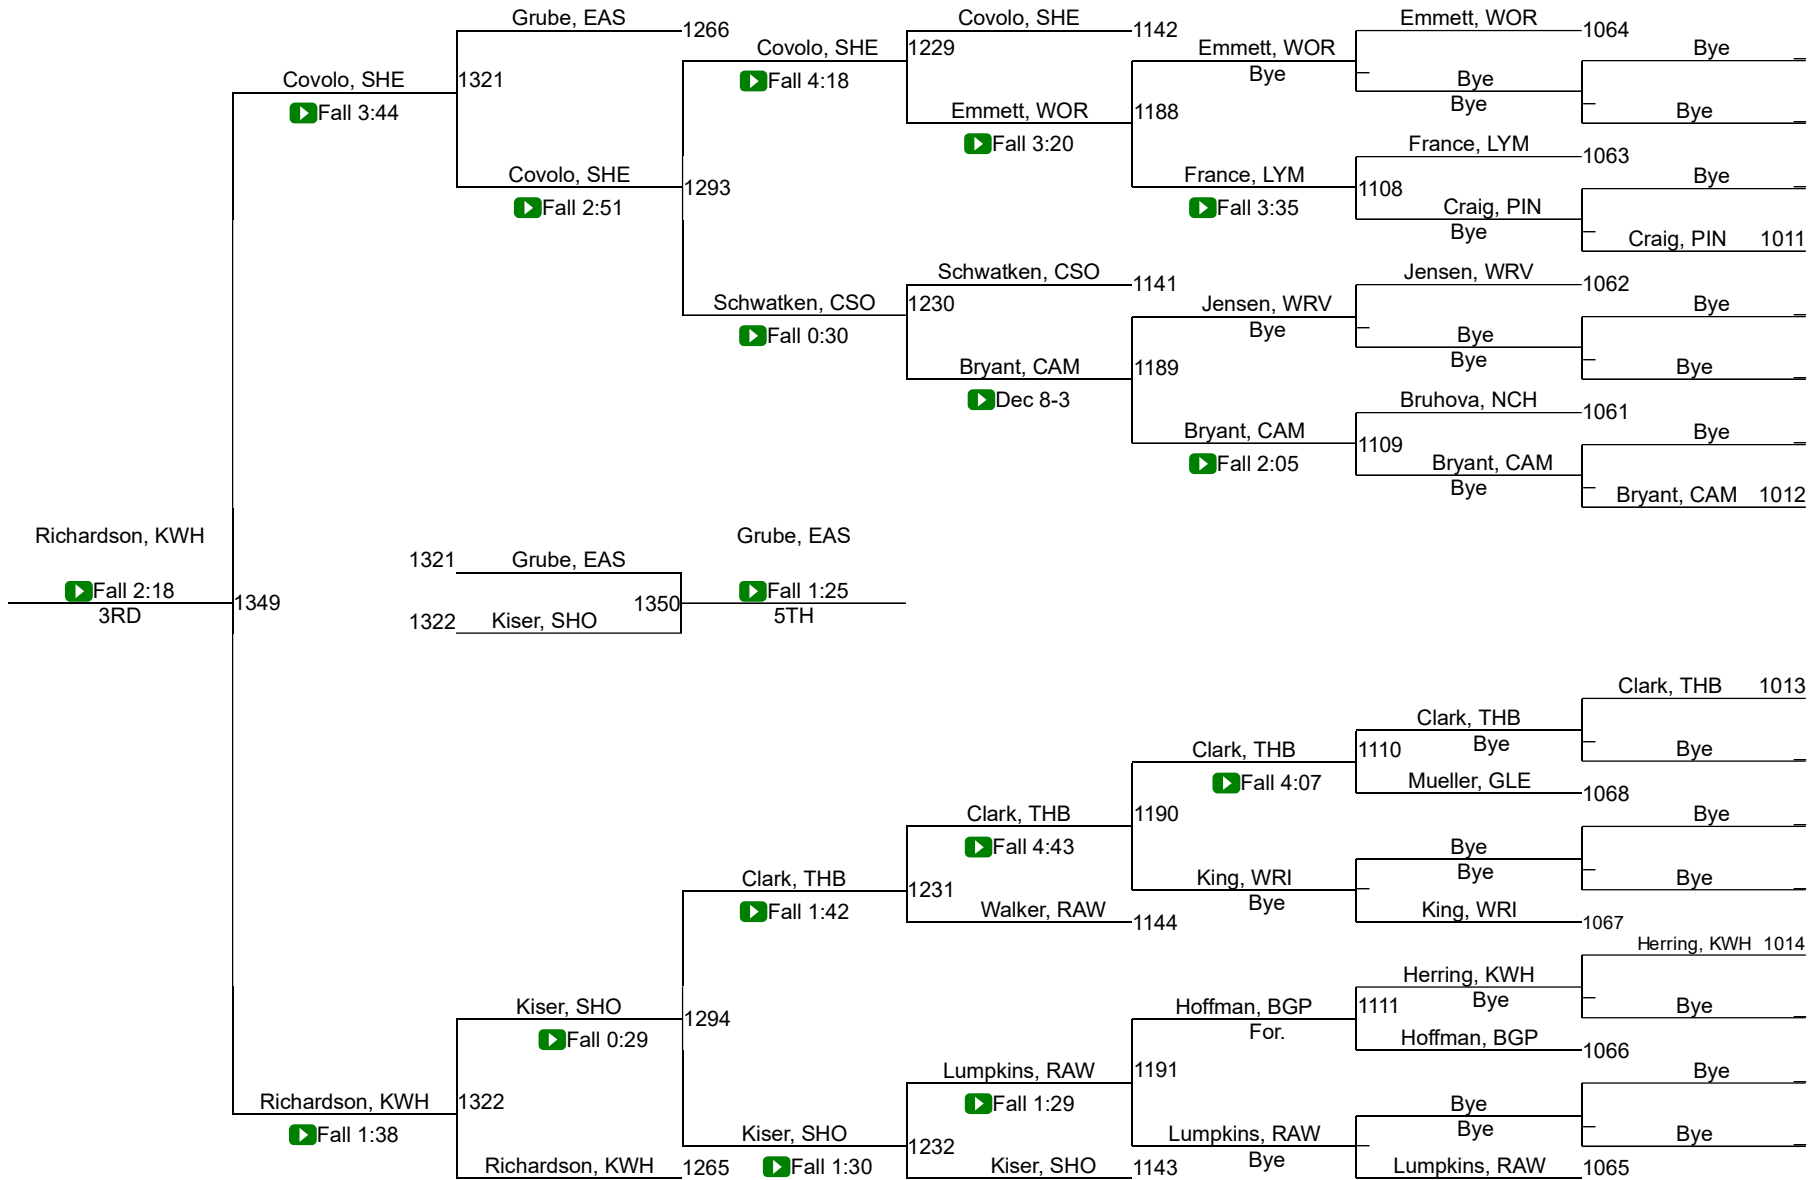 Grube, EAS 1266
Covolo, SHE 1142
Emmett, WOR 1064
Covolo, SHE 1229
Emmett, WOR
Bye
Bye _
Covolo, SHE 1321
Fall 4:18
Bye
_ Bye
Bye
Fall 3:44
Emmett, WOR 1188
_ Bye _
Fall 3:20
France, LYM 1063
Covolo, SHE 1293
France, LYM 1108
Bye _
Fall 2:51
Fall 3:35
Craig, PIN
Bye
_ Craig, PIN 1011
Schwatken, CSO 1141
Jensen, WRV 1062
Schwatken, CSO 1230
Jensen, WRV
Bye
Bye _
Fall 0:30
_ Bye
Bye
Bryant, CAM 1189
_ Bye _
Dec 8-3
Bruhova, NCH 1061
Bryant, CAM 1109
Bye _
Fall 2:05
Bryant, CAM
Bye
_ Bryant, CAM 1012
Richardson, KWH
Grube, EAS
1321 Grube, EAS
Fall 2:18
3RD
1349
1350
Fall 1:25
5TH
1322 Kiser, SHO
Clark, THB 1013
Clark, THB
Bye
_ Bye _
Clark, THB 1110
Fall 4:07
Mueller, GLE 1068
Clark, THB 1190
Bye _
Fall 4:43
Bye
Bye
_ Bye _
Clark, THB 1231
King, WRI
Bye
_
Fall 1:42
Walker, RAW 1144
King, WRI 1067
Herring, KWH 1014
Kiser, SHO 1294
Hoffman, BGP
For.
1111
Herring, KWH
Bye
_ Bye _
Fall 0:29
Hoffman, BGP 1066
Lumpkins, RAW 1191
Bye _
Richardson, KWH 1322
Fall 1:29
Bye
Bye
_ Bye _
Fall 1:38
Kiser, SHO 1232
Lumpkins, RAW
Bye
_
Fall 1:30
Richardson, KWH 1265
Kiser, SHO 1143
Lumpkins, RAW 1065